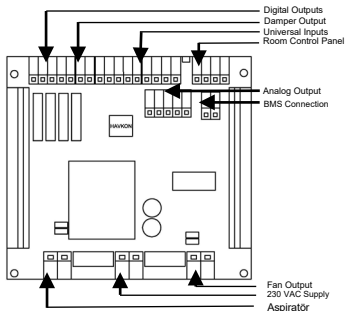 Digital Outputs
Damper Output
Universal Inputs
Room Control Panel
Analog Output
BMS Connection
HAVKON
Fan Output
230 VAC Supply
Aspiratör